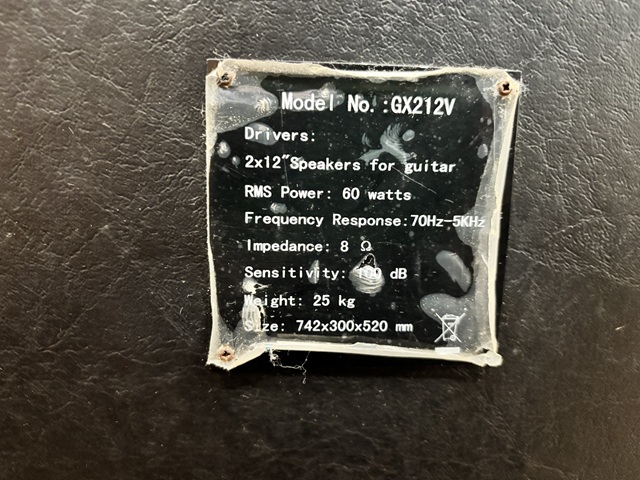 Model No.:GX212V
Drivers:
2x12"Speakers for guitar
RMS Power: 60 watts
Frequency Response:70Hz-5KHz
Impedance: 8 Ω
Sensitivity: 100 dB
Weight: 25 kg
Size: 742x300x520 mm